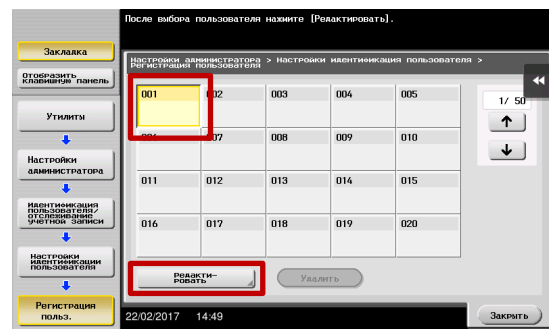 После выбора пользователя нажмите [Редактировать].
Закладка
Отобразить
клавишную панель
Утилиты
Настройки
администратора
Идентификация
пользователя/
отслеживание
учетной записи
Настройки
идентификации
пользователя
Регистрация
польз.
Настройки администратора > Настройки идентификация пользователя >
Регистрация пользователя
001 002 003 004 005
006 007 008 009 010
011 012 013 014 015
016 017 018 019 020
1/ 50
Редакти-
ровать
Удалить
22/02/2017 14:49
Закрыть